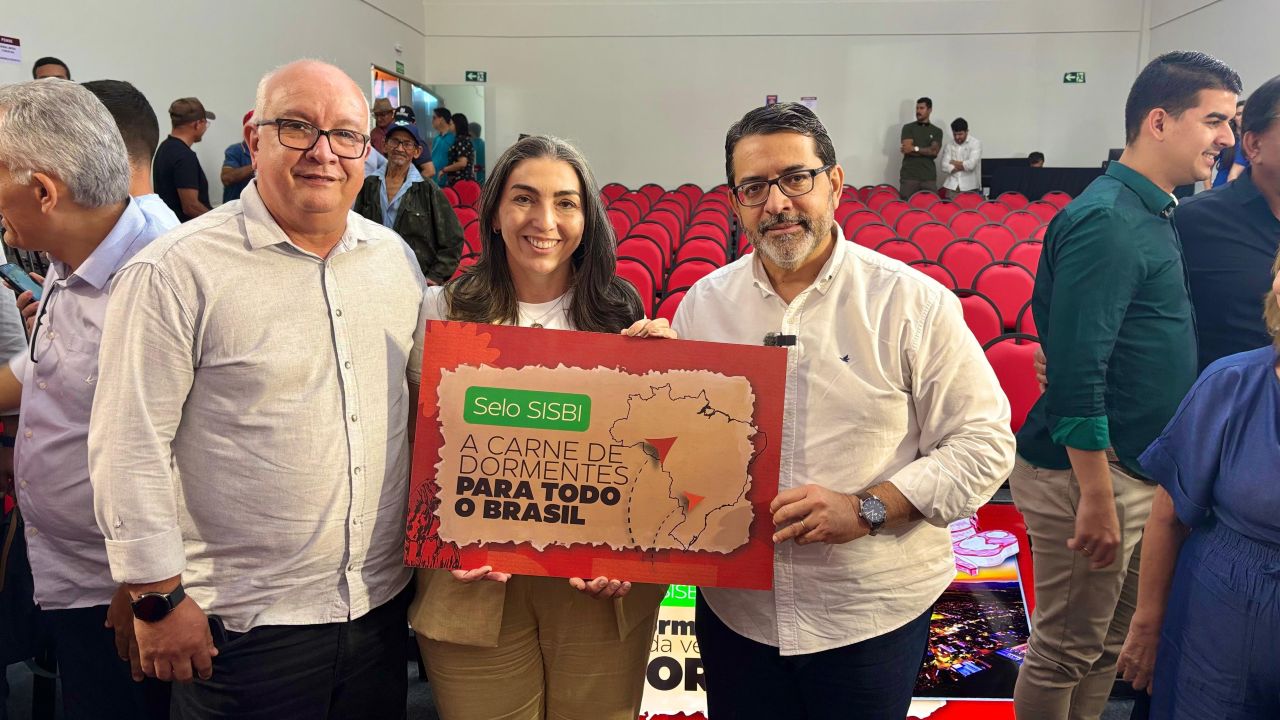 Selo SISBI
A CARNE DE
DORMENTES
PARA TODO
O BRASIL